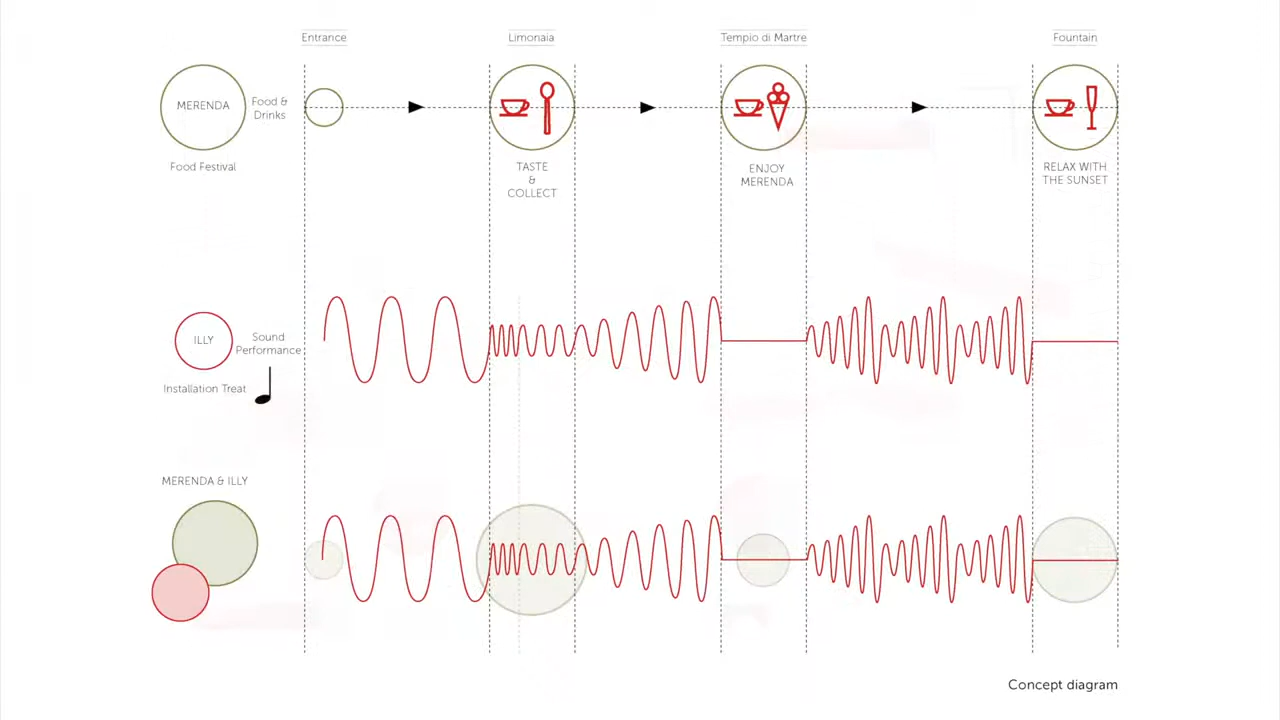 Entrance
Limonaia
Tempio di Martre
Fountain
MERENDA
Food &
Drinks
Food Festival
TASTE
&
COLLECT
ENJOY
MERENDA
RELAX WITH
THE SUNSET
ILLY
Sound
Performance
Installation Treat
MERENDA & ILLY
Concept diagram